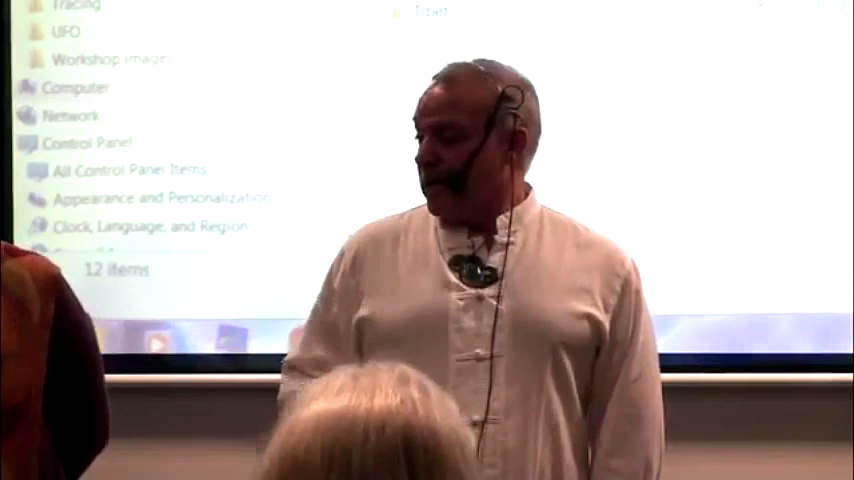 Tracing
Tibet
UFO
Workshop images
Computer
Network
Control Panel
All Control Panel Items
Appearance and Personalization
Clock, Language, and Region
12 items